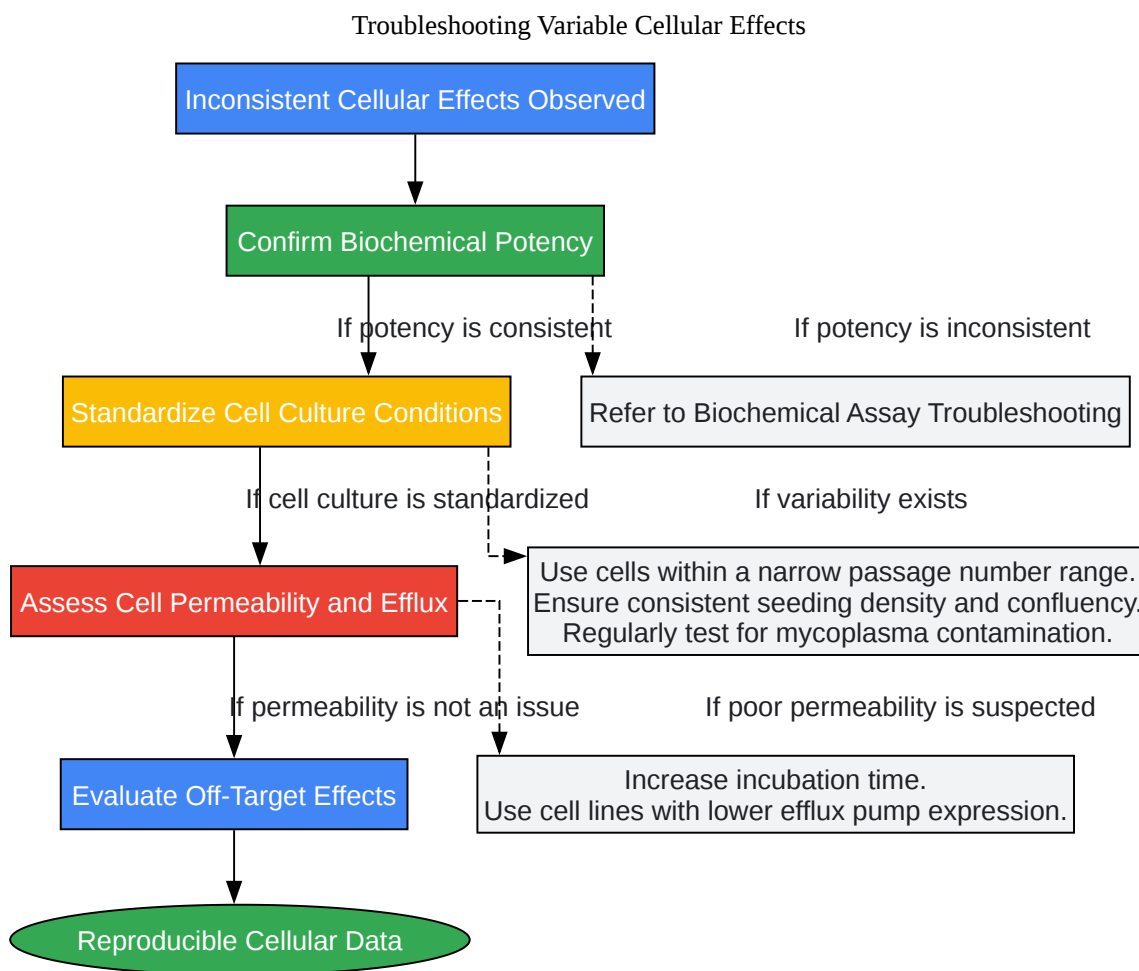 Troubleshooting Variable Cellular Effects
Inconsistent Cellular Effects Observed
Confirm Biochemical Potency
If potency is consistent
If potency is inconsistent
Standardize Cell Culture Conditions
Refer to Biochemical Assay Troubleshooting
If cell culture is standardized
If variability exists
Use cells within a narrow passage number range.
Ensure consistent seeding density and confluency.
Regularly test for mycoplasma contamination.
Assess Cell Permeability and Efflux
If permeability is not an issue
If poor permeability is suspected
Increase incubation time.
Use cell lines with lower efflux pump expression.
Evaluate Off-Target Effects
Reproducible Cellular Data